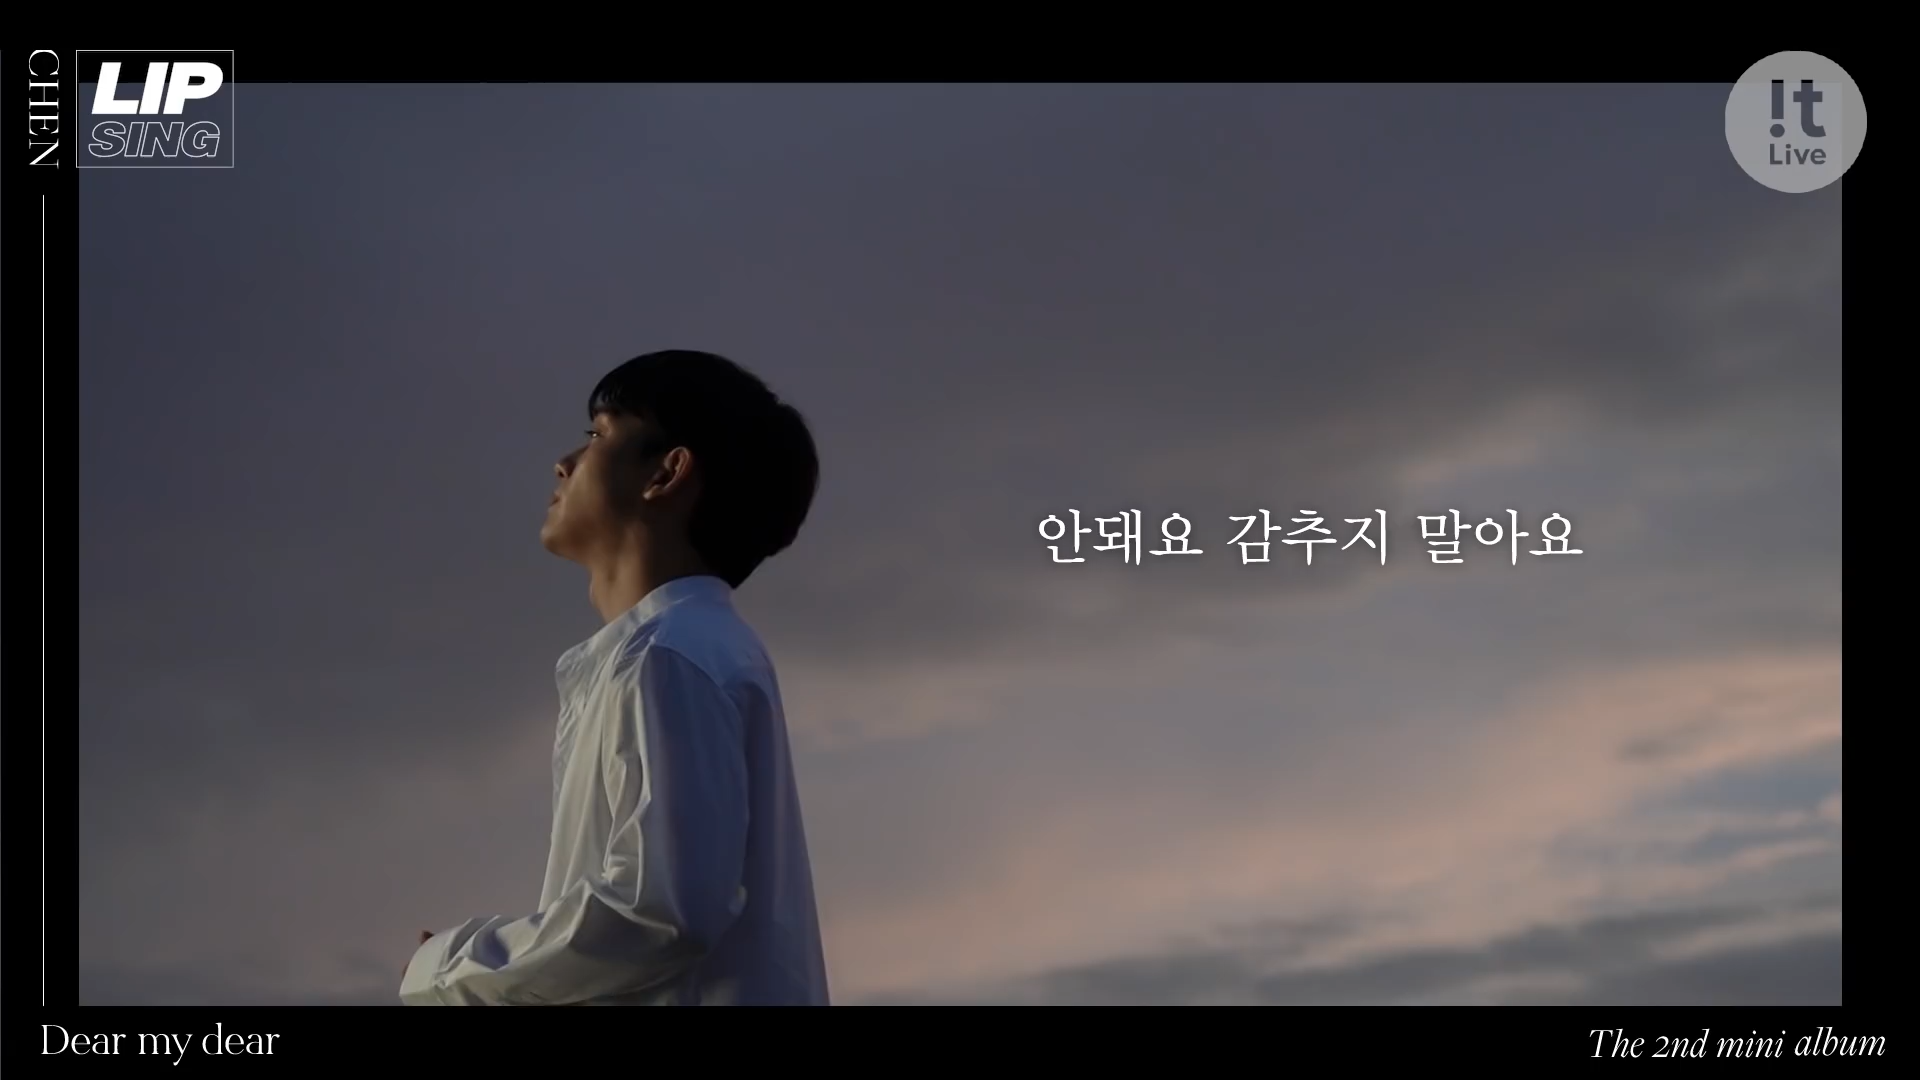 CHEN
LIP
SING
!t
Live
안돼요 감추지 말아요
Dear my dear
The 2nd mini album